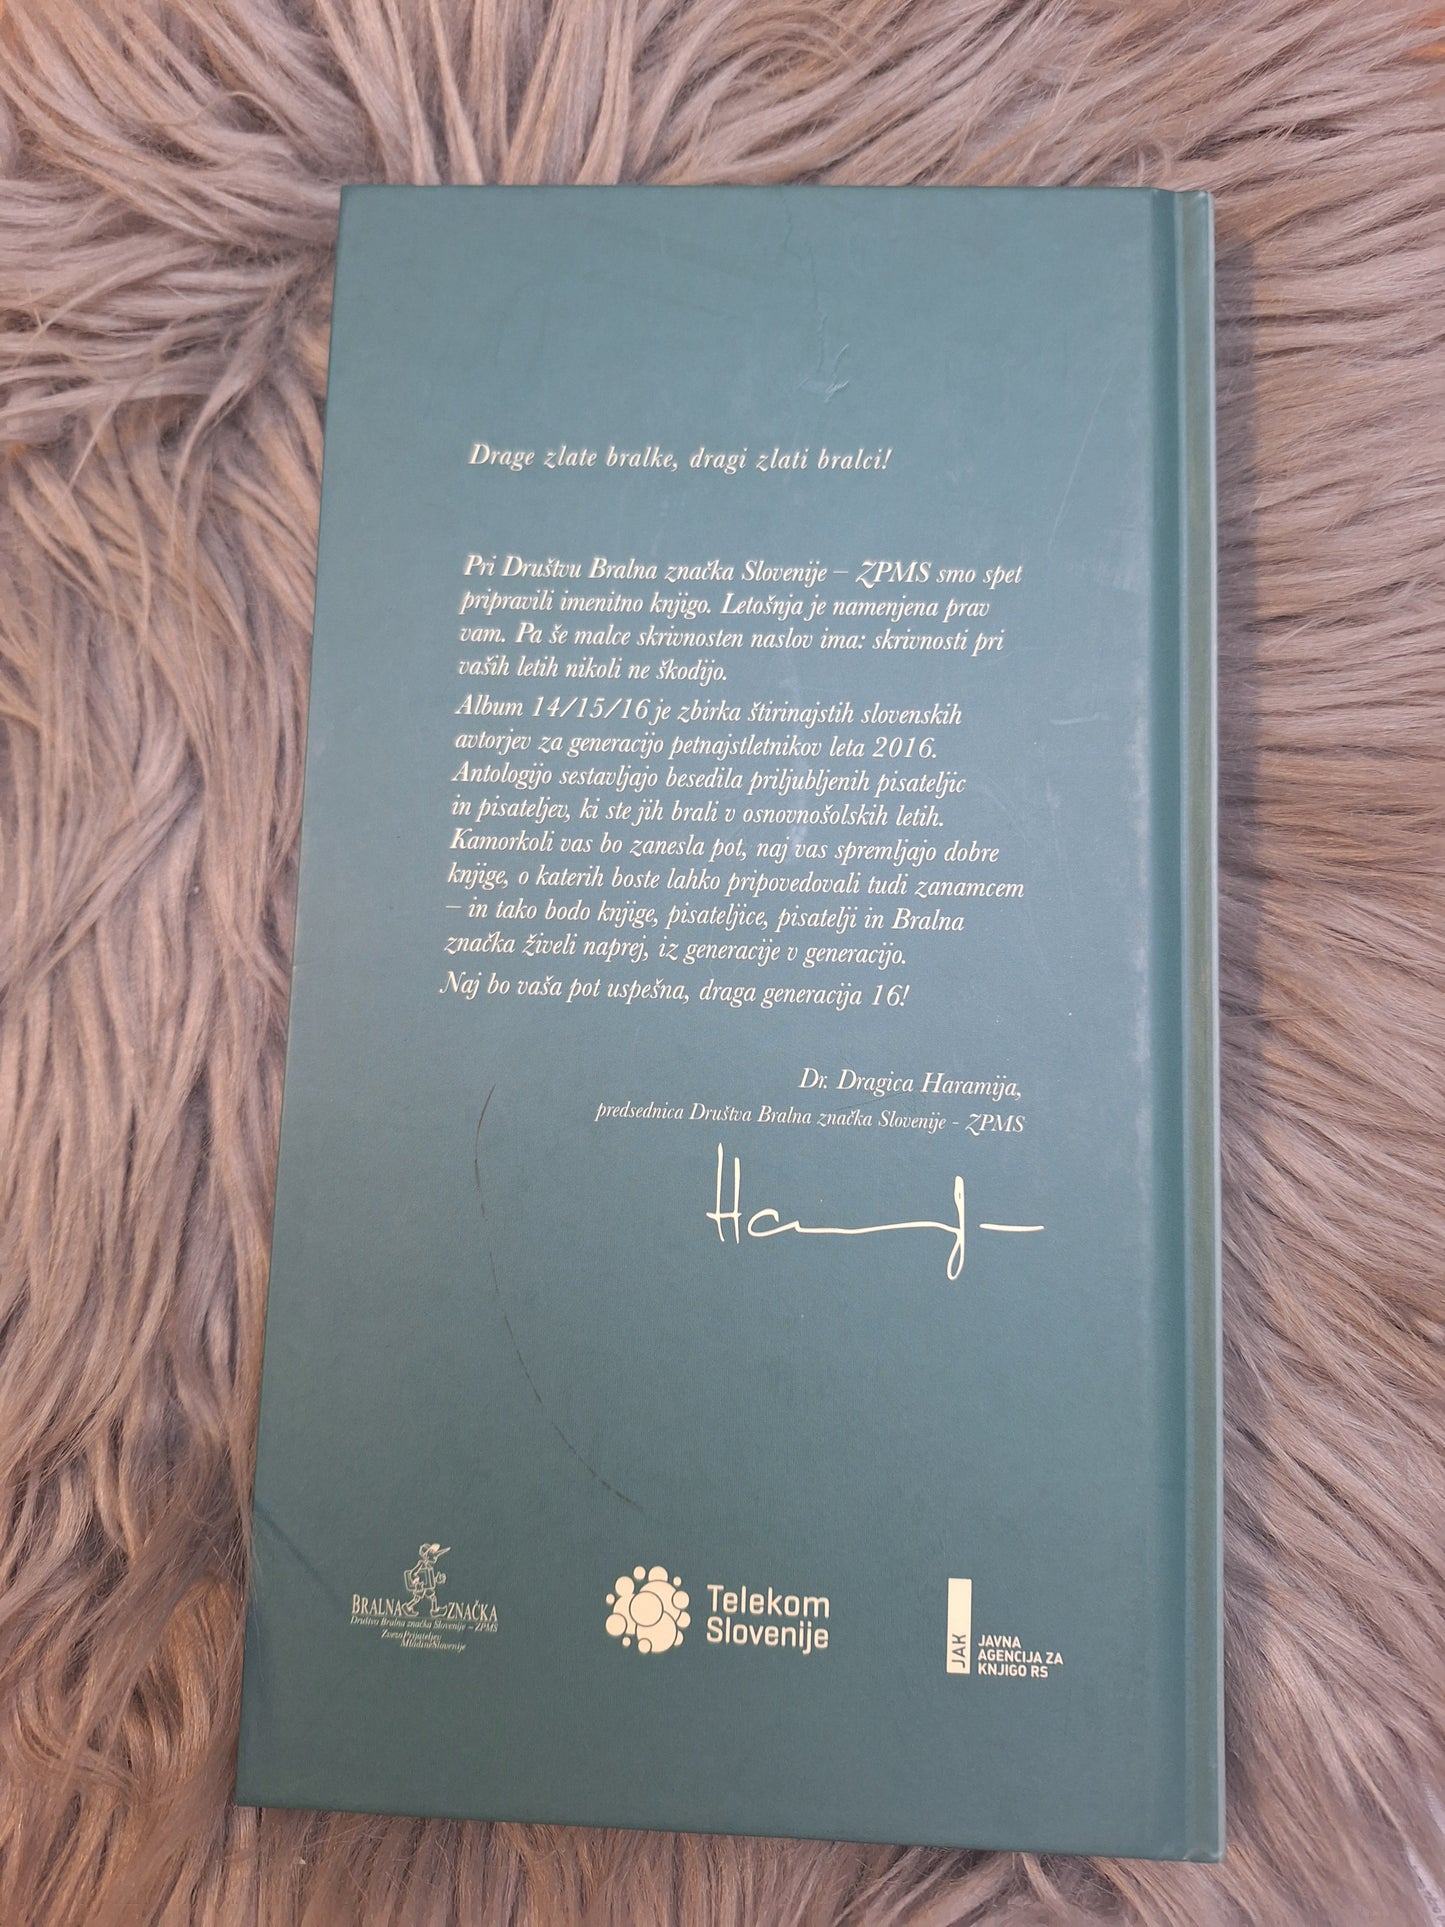 Drage zlate bralke, dragi zlati bralci!
Pri Društvu Bralna značka Slovenije – ZPMS smo spet
pripravili imenitno knjigo. Letošnja je namenjena prav
vam. Pa še malce skrivnosten naslov ima: skrivnosti pri
vaših letih nikoli ne škodijo.
Album 14/15/16 je zbirka štirinajstih slovenskih
avtorjev za generacijo petnajstletnikov leta 2016.
Antologijo sestavljajo besedila priljubljenih pisateljic
in pisateljev, ki ste jih brali v osnovnošolskih letih.
Kamorkoli vas bo zanesla pot, naj vas spremljajo dobre
knjige, o katerih boste lahko pripovedovali tudi zanamcem
– in tako bodo knjige, pisateljice, pisatelji in Bralna
značka živeli naprej, iz generacije v generacijo.
Naj bo vaša pot uspešna, draga generacija 16!
Dr. Dragica Haramija,
predsednica Društva Bralna značka Slovenije - ZPMS
BRALNA ZNAČKA
Društvo Bralna značka Slovenije – ZPMS
Zveza Prijateljev
Mladine Slovenije
Telekom
Slovenije
JAK
JAVNA
AGENCIJA ZA
KNJIGO RS